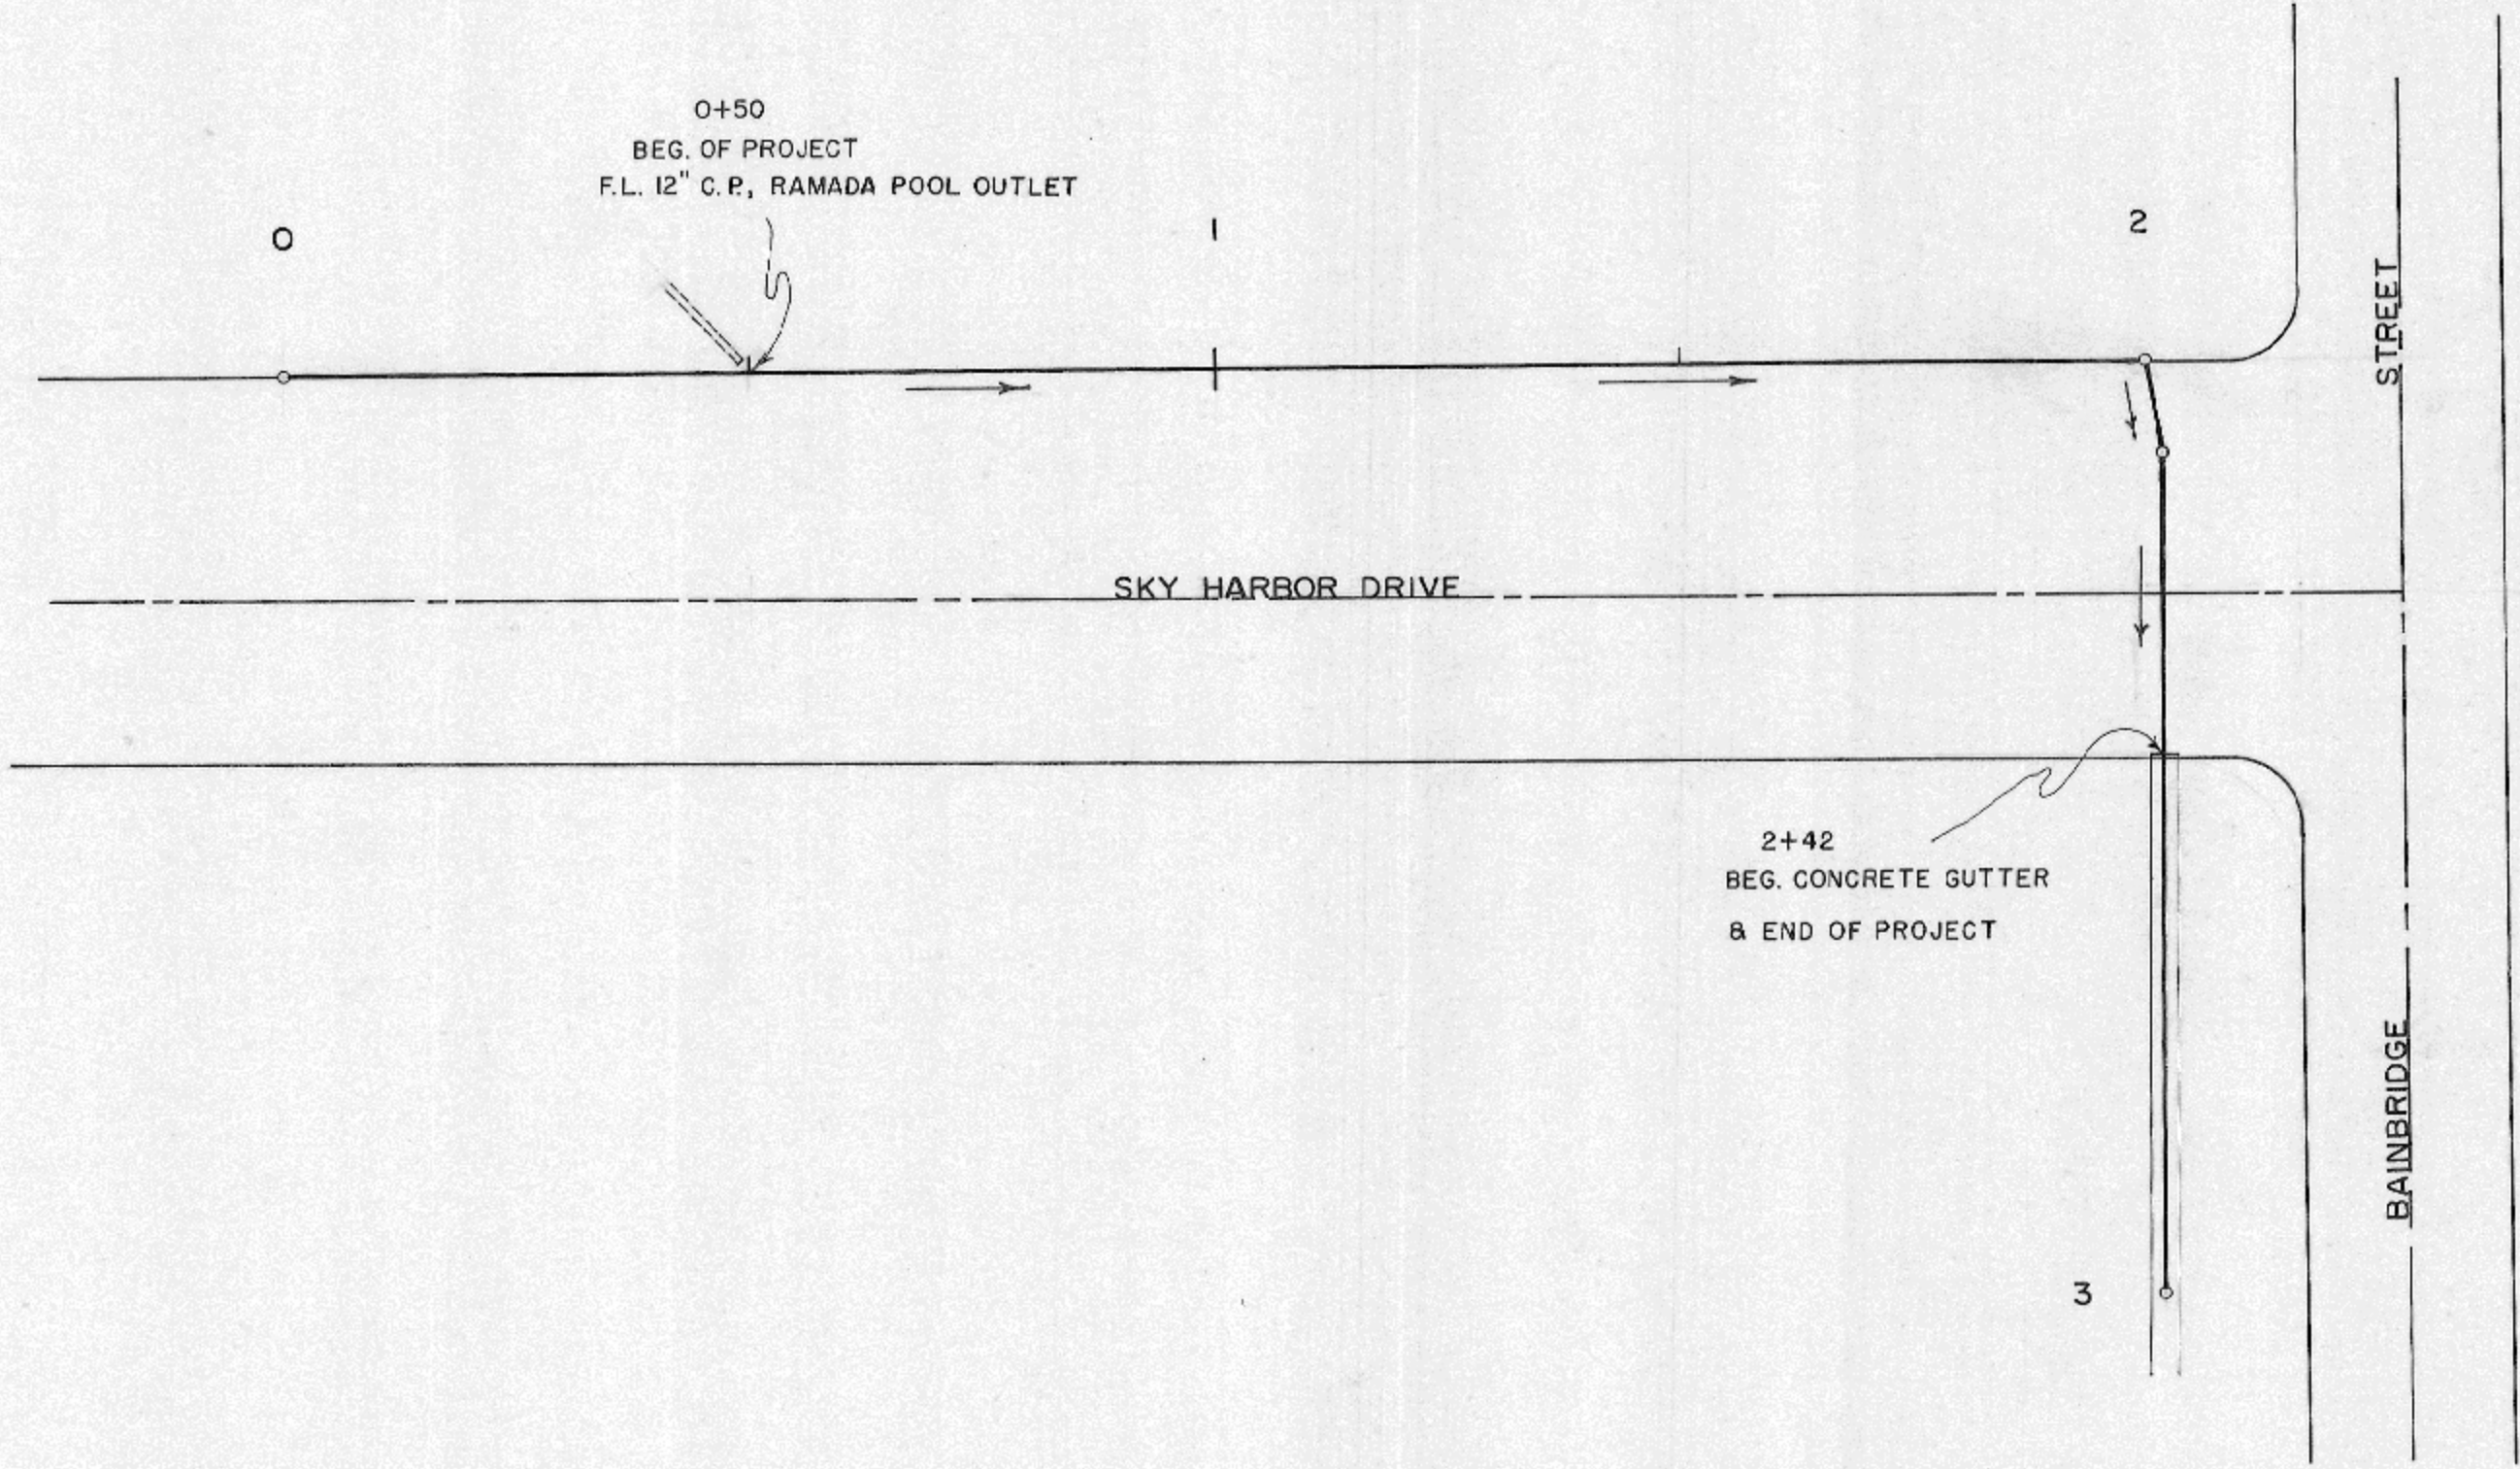 0+50
BEG. OF PROJECT
F.L. 12" C.P., RAMADA POOL OUTLET
0
1
2
STREET
SKY HARBOR DRIVE
2+42
BEG. CONCRETE GUTTER
& END OF PROJECT
BAINBRIDGE
3